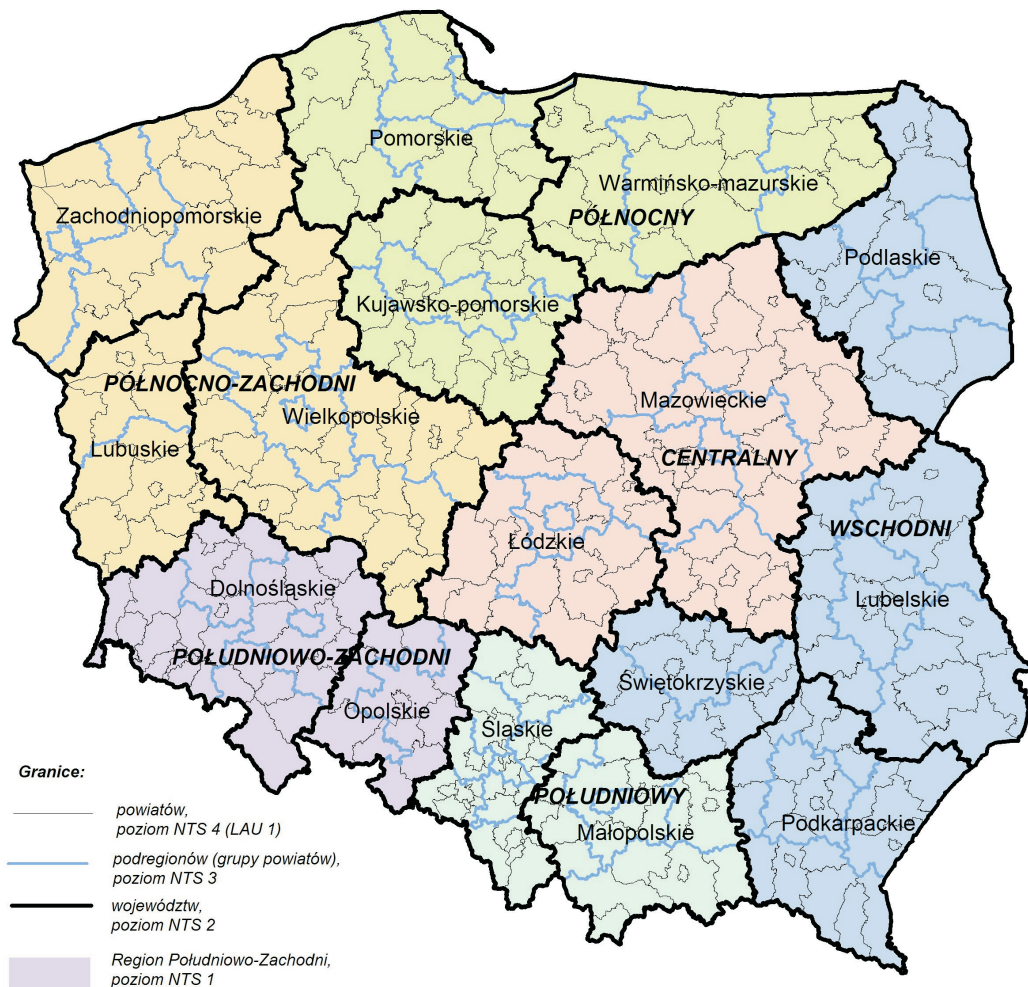 Pomorskie
Warmińsko-mazurskie
Zachodniopomorskie
PÓŁNOCNY
Podlaskie
Kujawsko-pomorskie
PÓŁNOCNO-ZACHODNI
Mazowieckie
Wielkopolskie
Lubuskie
CENTRALNY
WSCHODNI
Łódzkie
Dolnośląskie
Lubelskie
POŁUDNIOWO-ZACHODNI
Świętokrzyskie
Opolskie
Śląskie
POŁUDNIOWY
Małopolskie
Podkarpackie
Granice:
powiatów,
poziom NTS 4 (LAU 1)
podregionów (grupy powiatów),
poziom NTS 3
województw,
poziom NTS 2
Region Południowo-Zachodni,
poziom NTS 1